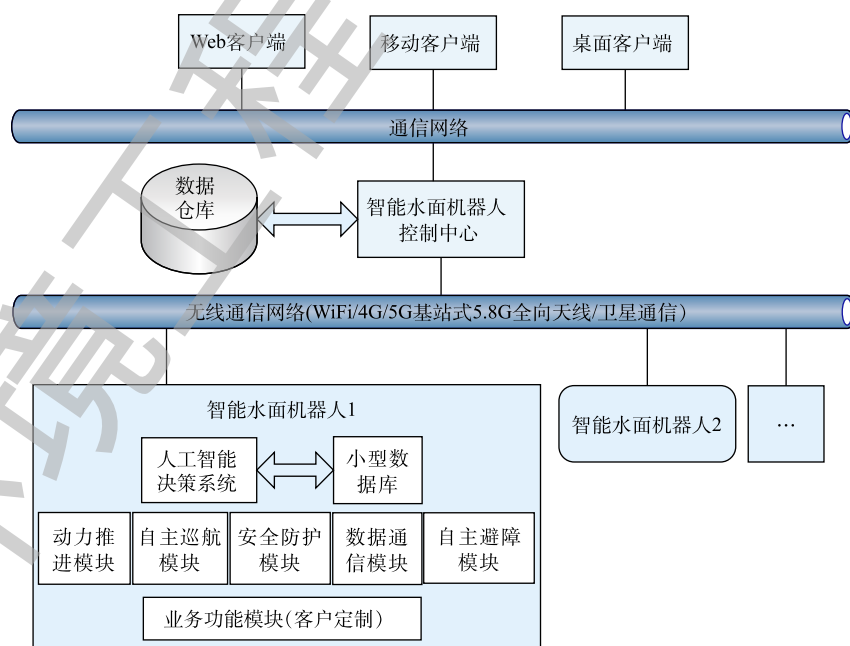 Web客户端
移动客户端
桌面客户端
通信网络
数据
仓库
智能水面机器人
控制中心
无线通信网络(WiFi/4G/5G基站式5.8G全向天线/卫星通信）
智能水面机器人1
人工智能
决策系统
小型数
据库
动力推
进模块
自主巡航
模块
安全防护
模块
数据通
信模块
自主避障
模块
业务功能模块（客户定制）
智能水面机器人2
…
境工程